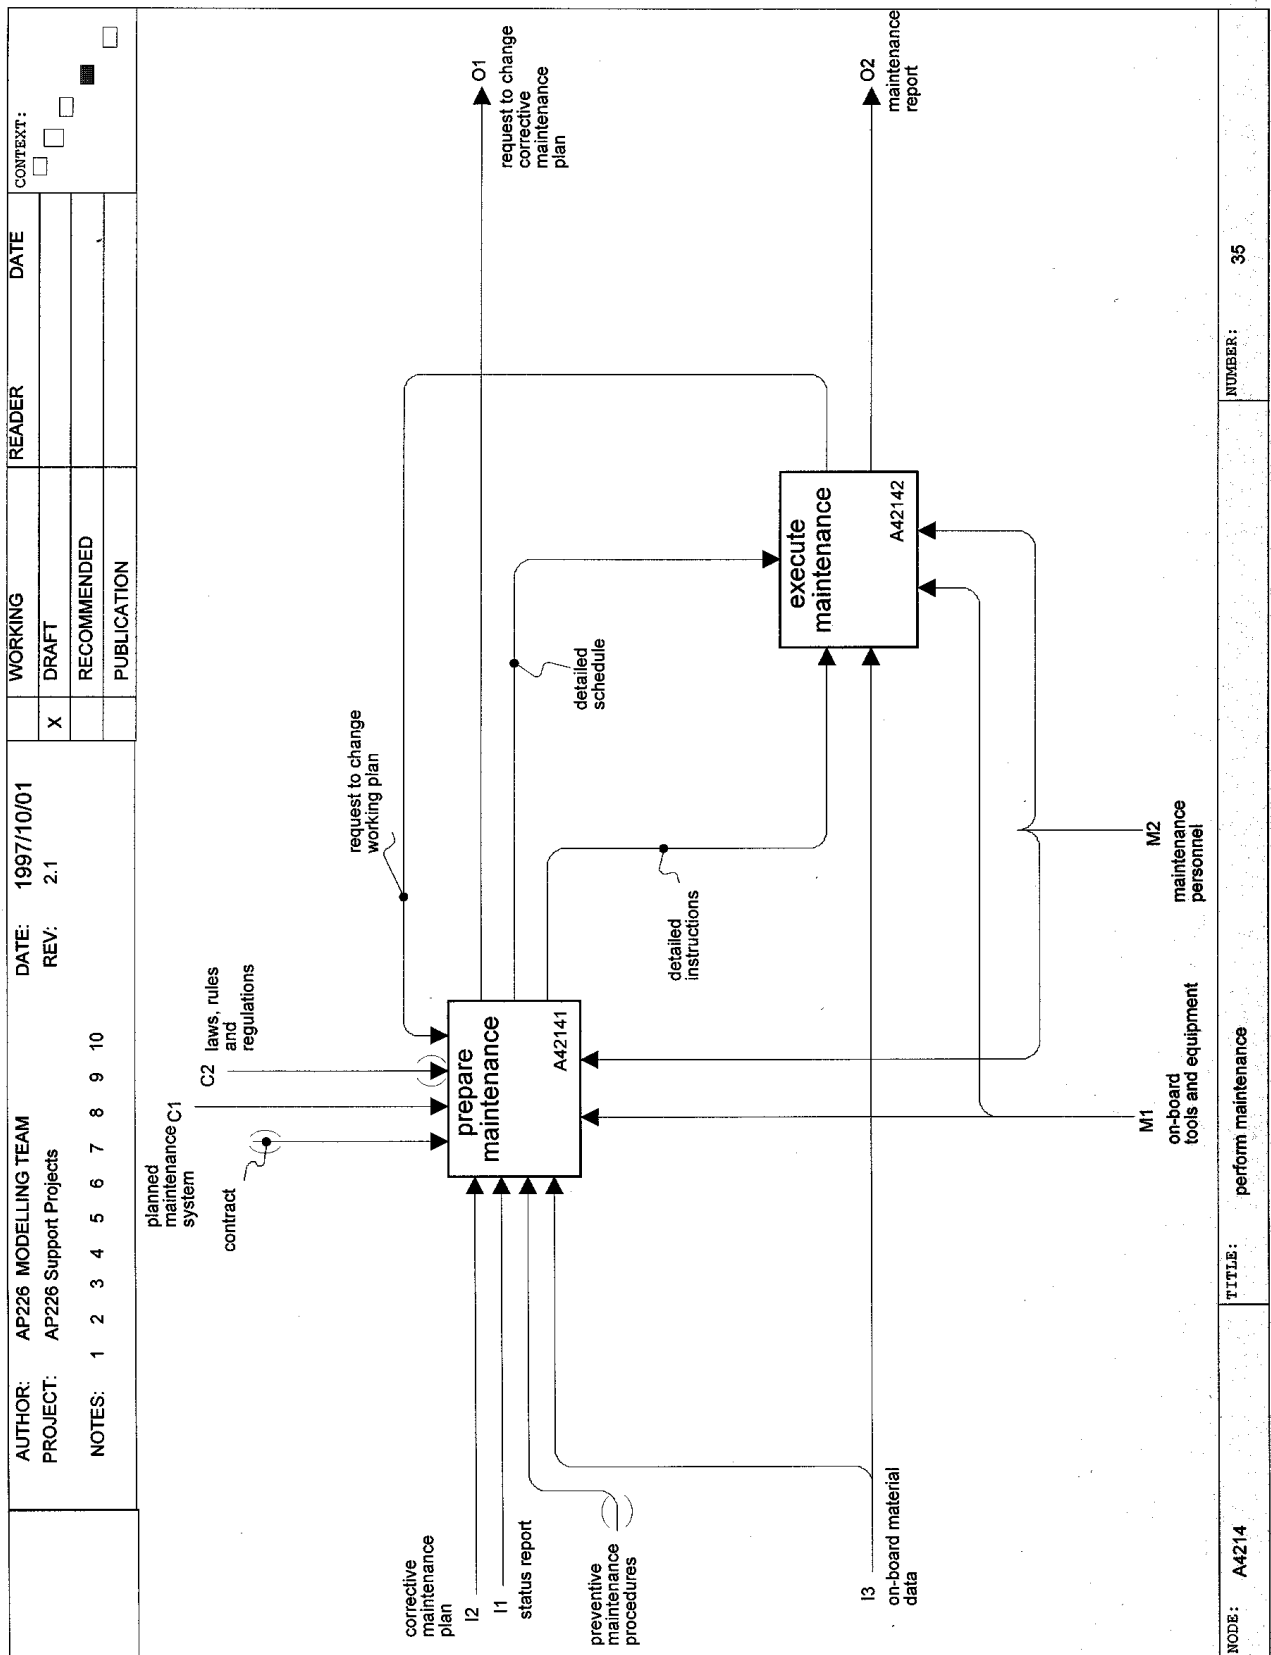 AUTHOR: AP226 MODELLING TEAM
PROJECT: AP226 Support Projects
NOTES: 1 2 3 4 5 6 7 8 9 10
DATE: 1997/10/01
REV: 2.1
WORKING
X DRAFT
RECOMMENDED
PUBLICATION
READER DATE
CONTEXT:
planned
maintenance
system
C1
contract
C2
laws, rules
and
regulations
request to change
working plan
corrective
maintenance
plan
I2
I1
status report
preventive
maintenance
procedures
I3
on-board material
data
prepare
maintenance
A42141
detailed
schedule
detailed
instructions
execute
maintenance
A42142
O1
request to change
corrective
maintenance
plan
O2
maintenance
report
M1
on-board
tools and equipment
M2
maintenance
personnel
NODE: A4214
TITLE: perform maintenance
NUMBER: 35